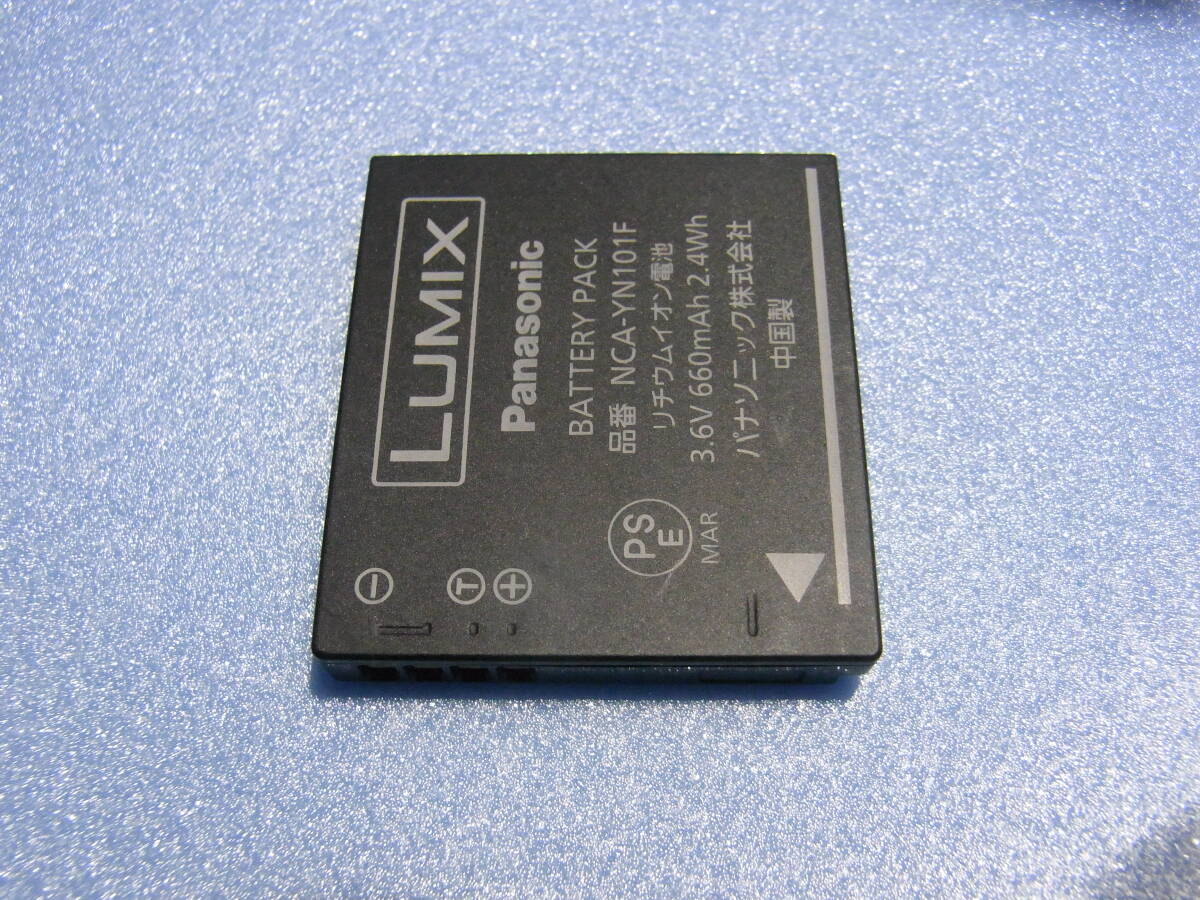 LUMIX
Panasonic
BATTERY PACK
品番 NCA-YN101F
リチウムイオン電池
3.6V 660mAh 2.4Wh
パナソニック株式会社
中国製
PS
E
MAR
T